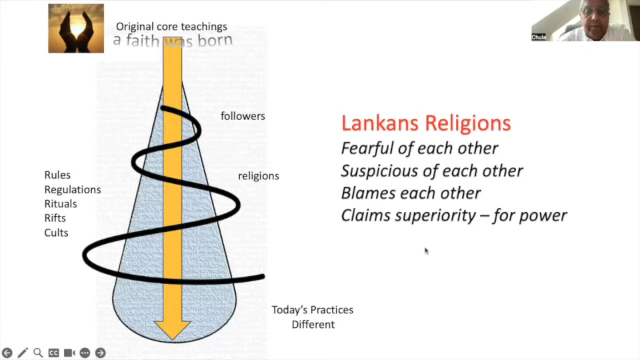 Original core teachings
a faith was born
followers
religions
Rules
Regulations
Rituals
Rifts
Cults
Today's Practices
Different
Lankans Religions
Fearful of each other
Suspicious of each other
Blames each other
Claims superiority – for power
Chula